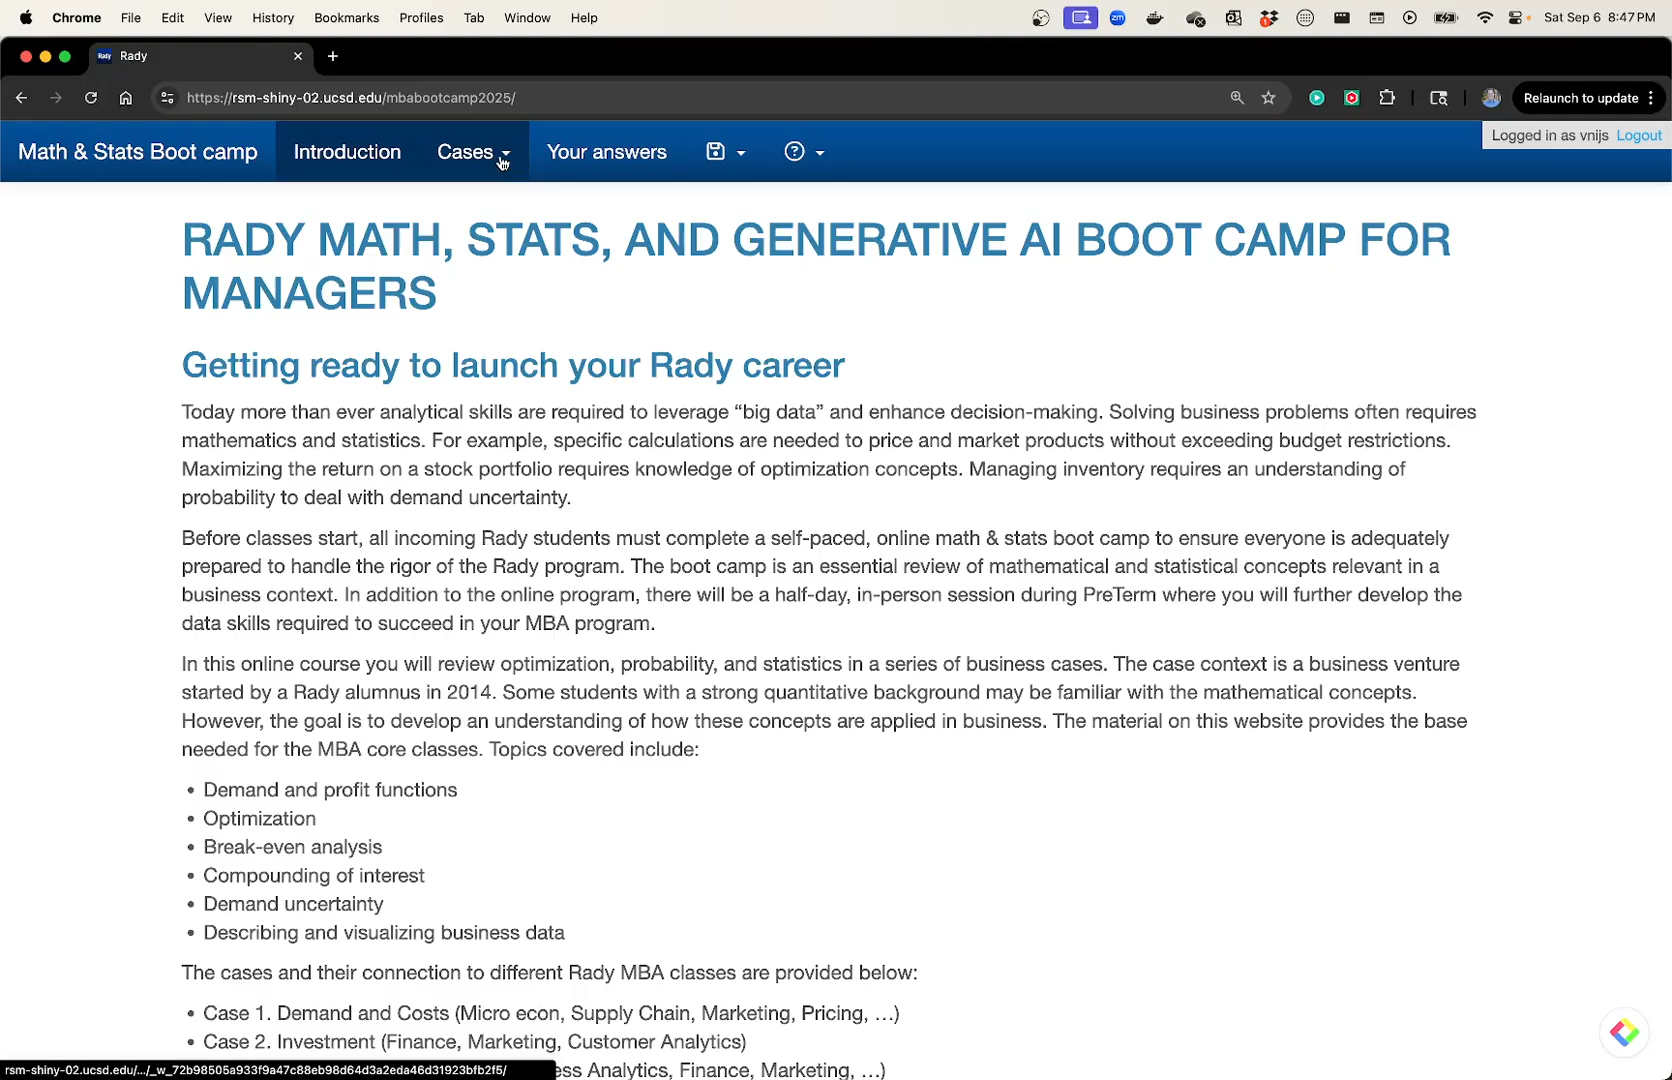 Chrome File Edit View History Bookmarks Profiles Tab Window Help
Sat Sep 6 8:47 PM
Rady Rady
https://rsm-shiny-02.ucsd.edu/mbabootcamp2025/
Relaunch to update
Math & Stats Boot camp Introduction Cases Your answers
Logged in as vnijs Logout
RADY MATH, STATS, AND GENERATIVE AI BOOT CAMP FOR
MANAGERS
Getting ready to launch your Rady career
Today more than ever analytical skills are required to leverage “big data” and enhance decision-making. Solving business problems often requires
mathematics and statistics. For example, specific calculations are needed to price and market products without exceeding budget restrictions.
Maximizing the return on a stock portfolio requires knowledge of optimization concepts. Managing inventory requires an understanding of
probability to deal with demand uncertainty.
Before classes start, all incoming Rady students must complete a self-paced, online math & stats boot camp to ensure everyone is adequately
prepared to handle the rigor of the Rady program. The boot camp is an essential review of mathematical and statistical concepts relevant in a
business context. In addition to the online program, there will be a half-day, in-person session during PreTerm where you will further develop the
data skills required to succeed in your MBA program.
In this online course you will review optimization, probability, and statistics in a series of business cases. The case context is a business venture
started by a Rady alumnus in 2014. Some students with a strong quantitative background may be familiar with the mathematical concepts.
However, the goal is to develop an understanding of how these concepts are applied in business. The material on this website provides the base
needed for the MBA core classes. Topics covered include:
• Demand and profit functions
• Optimization
• Break-even analysis
• Compounding of interest
• Demand uncertainty
• Describing and visualizing business data
The cases and their connection to different Rady MBA classes are provided below:
• Case 1. Demand and Costs (Micro econ, Supply Chain, Marketing, Pricing, …)
• Case 2. Investment (Finance, Marketing, Customer Analytics)
ess Analytics, Finance, Marketing, …)
rsm-shiny-02.ucsd.edu/.../_w_72b98505a933f9a47c88eb98d64d3a2eda46d31923bfb2f5/